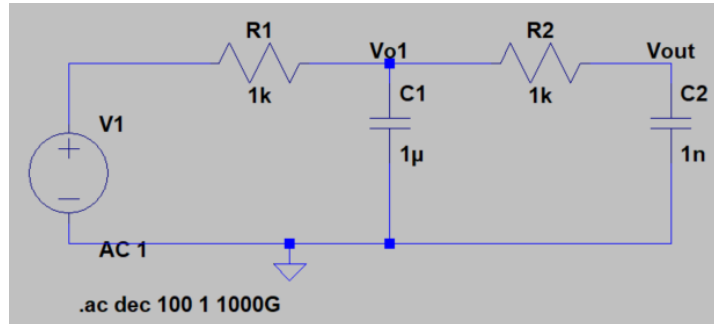 R1
1k
Vo1
R2
1k
Vout
C1
1µ
C2
1n
V1
AC 1
.ac dec 100 1 1000G